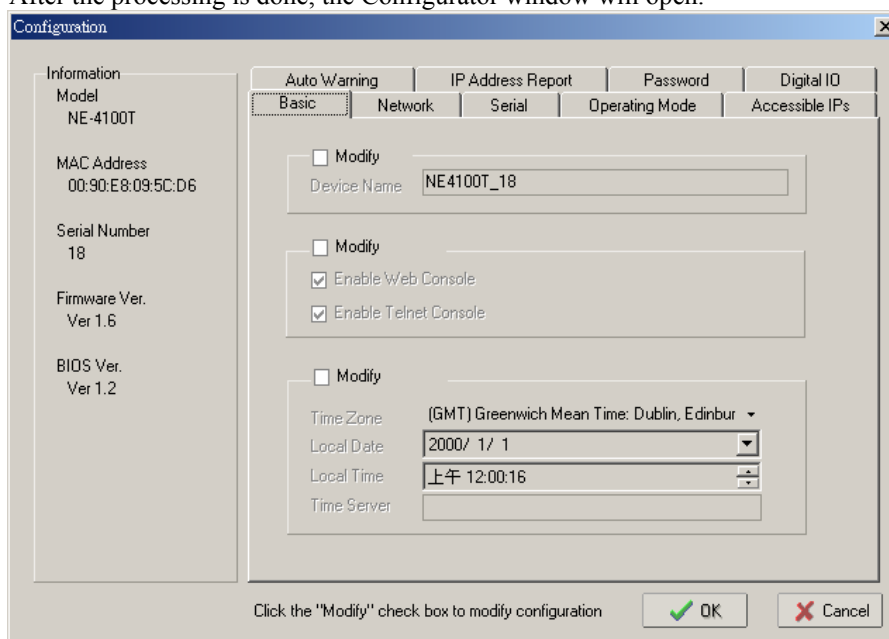 After the processing is done, the Configurator window will open.
Configuration
Information
Model
NE-4100T
MAC Address
00:90:E8:09:5C:D6
Serial Number
18
Firmware Ver.
Ver 1.6
BIOS Ver.
Ver 1.2
Auto Warning IP Address Report Password Digital IO
Basic Network Serial Operating Mode Accessible IPs
Modify
Device Name NE4100T_18
Modify
Enable Web Console
Enable Telnet Console
Modify
Time Zone (GMT) Greenwich Mean Time: Dublin, Edinbur
Local Date 2000/ 1/ 1
Local Time 上午 12:00:16
Time Server
Click the "Modify" check box to modify configuration OK Cancel